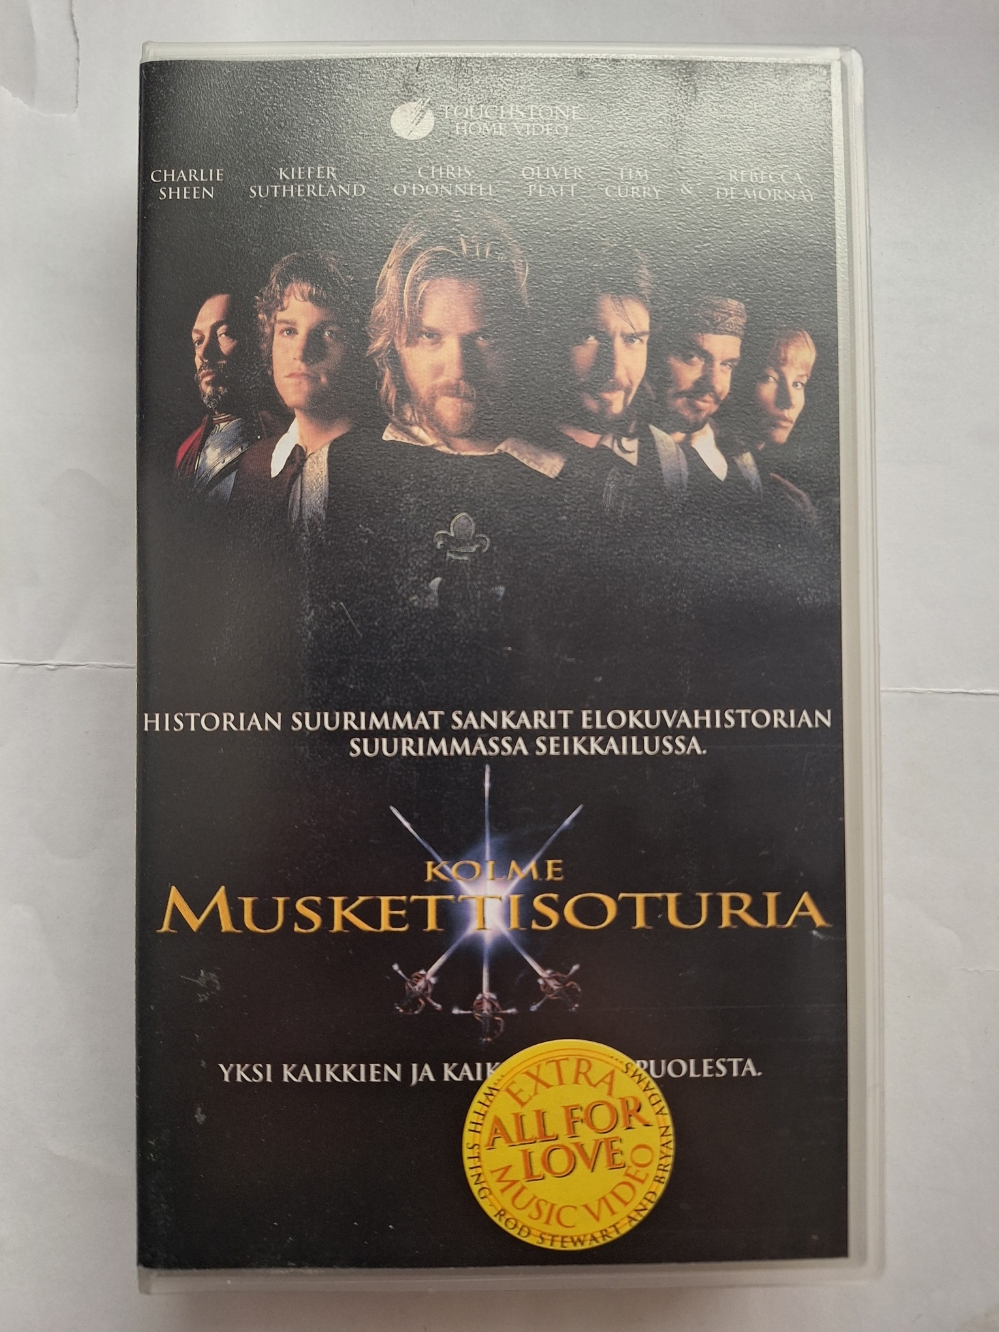 TOUCHSTONE
HOME VIDEO
CHARLIE SHEEN
KIEFER SUTHERLAND
CHRIS O'DONNELL
OLIVER PLATT
TIM CURRY
&
REBECCA DE MORNAY
HISTORIAN SUURIMMAT SANKARIT ELOKUVAHISTORIAN
SUURIMMASSA SEIKKAILUSSA.
KOLME
MUSKETTISOTURIA
YKSI KAIKKIEN JA KAIK PUOLESTA.
EXTRA
ALL FOR
LOVE
MUSIC VIDEO
WITH STING, ROD STEWART AND BRYAN ADAMS